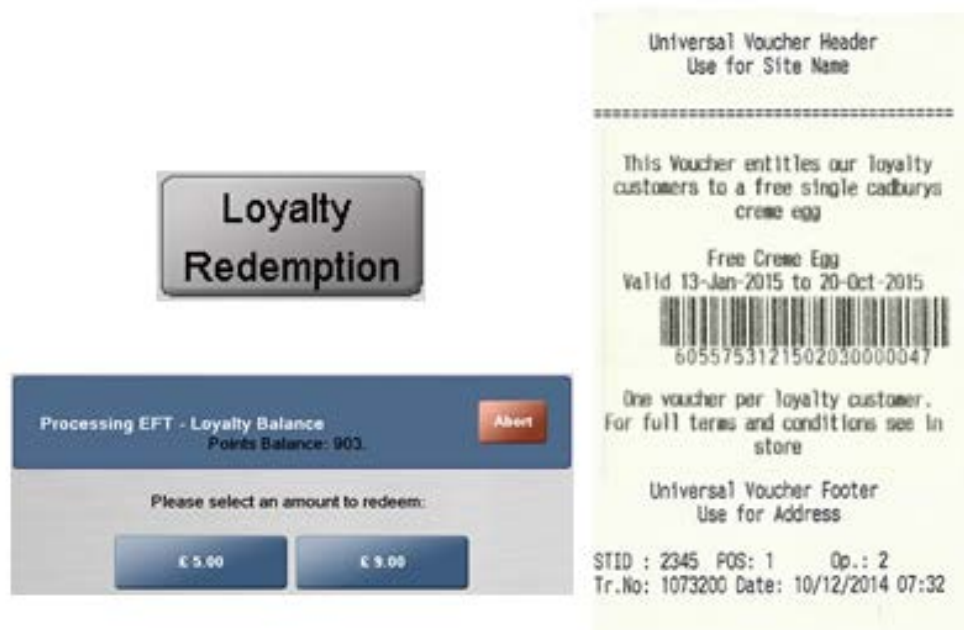 Loyalty
Redemption
Processing EFT - Loyalty Balance
Points Balance: 903.
Abort
Please select an amount to redeem:
£ 5.00
£ 9.00
Universal Voucher Header
Use for Site Name
========================================
This Voucher entitles our loyalty
customers to a free single cadburys
creme egg
Free Creme Egg
Valid 13-Jan-2015 to 20-Oct-2015
6055753121502030000047
One voucher per loyalty customer.
For full terms and conditions see in
store
Universal Voucher Footer
Use for Address
STID : 2345 POS: 1 Op.: 2
Tr.No: 1073200 Date: 10/12/2014 07:32